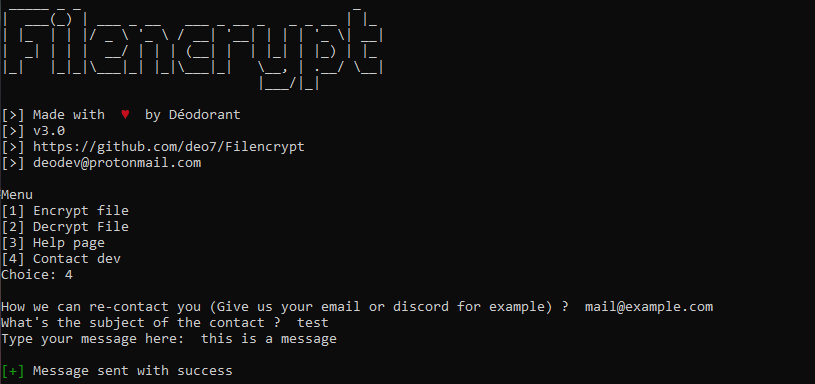 Filencrypt
[>] Made with ♥ by Déodorant
[>] v3.0
[>] https://github.com/deo7/Filencrypt
[>] deodev@protonmail.com
Menu
[1] Encrypt file
[2] Decrypt File
[3] Help page
[4] Contact dev
Choice: 4
How we can re-contact you (Give us your email or discord for example) ?  mail@example.com
What's the subject of the contact ?  test
Type your message here:  this is a message
[+] Message sent with success